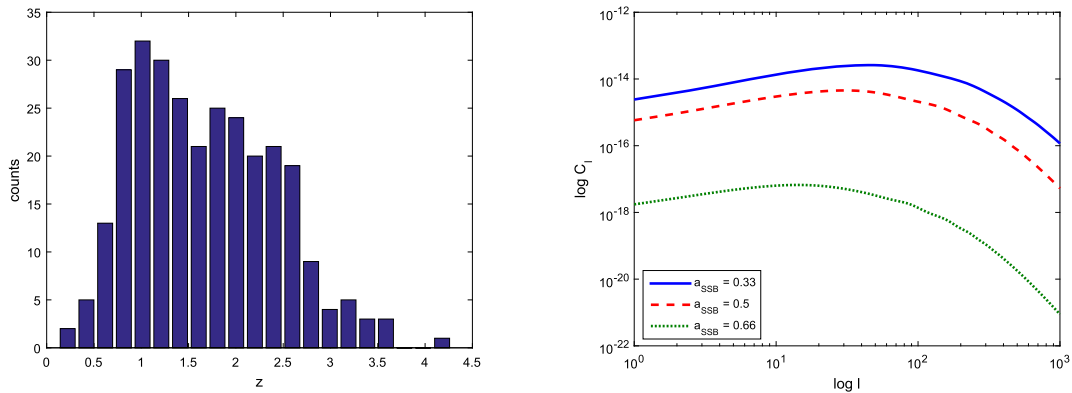 35
30
25
20
15
10
5
0
counts
0 0.5 1 1.5 2 2.5 3 3.5 4 4.5
z
10^-12
10^-14
10^-16
10^-18
10^-20
10^-22
log C_l
a_SSB = 0.33
a_SSB = 0.5
a_SSB = 0.66
10^0 10^1 10^2 10^3
log l